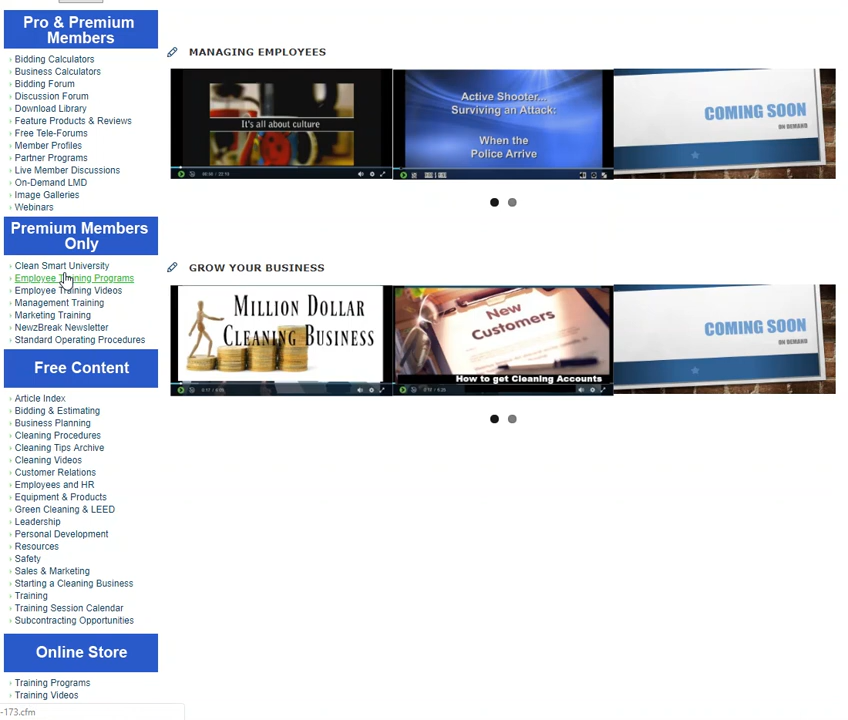 Pro & Premium
Members
Bidding Calculators
Business Calculators
Bidding Forum
Discussion Forum
Download Library
Feature Products & Reviews
Free Tele-Forums
Member Profiles
Partner Programs
Live Member Discussions
On-Demand LMD
Image Galleries
Webinars
Premium Members
Only
Clean Smart University
Employee Training Programs
Employee Training Videos
Management Training
Marketing Training
NewzBreak Newsletter
Standard Operating Procedures
Free Content
Article Index
Bidding & Estimating
Business Planning
Cleaning Procedures
Cleaning Tips Archive
Cleaning Videos
Customer Relations
Employees and HR
Equipment & Products
Green Cleaning & LEED
Leadership
Personal Development
Resources
Safety
Sales & Marketing
Starting a Cleaning Business
Training
Training Session Calendar
Subcontracting Opportunities
Online Store
Training Programs
Training Videos
-173.cfm
MANAGING EMPLOYEES
It's all about culture
Active Shooter...
Surviving an Attack:
When the
Police Arrive
COMING SOON
ON DEMAND
GROW YOUR BUSINESS
MILLION DOLLAR
CLEANING BUSINESS
New
Customers
How to get Cleaning Accounts
COMING SOON
ON DEMAND